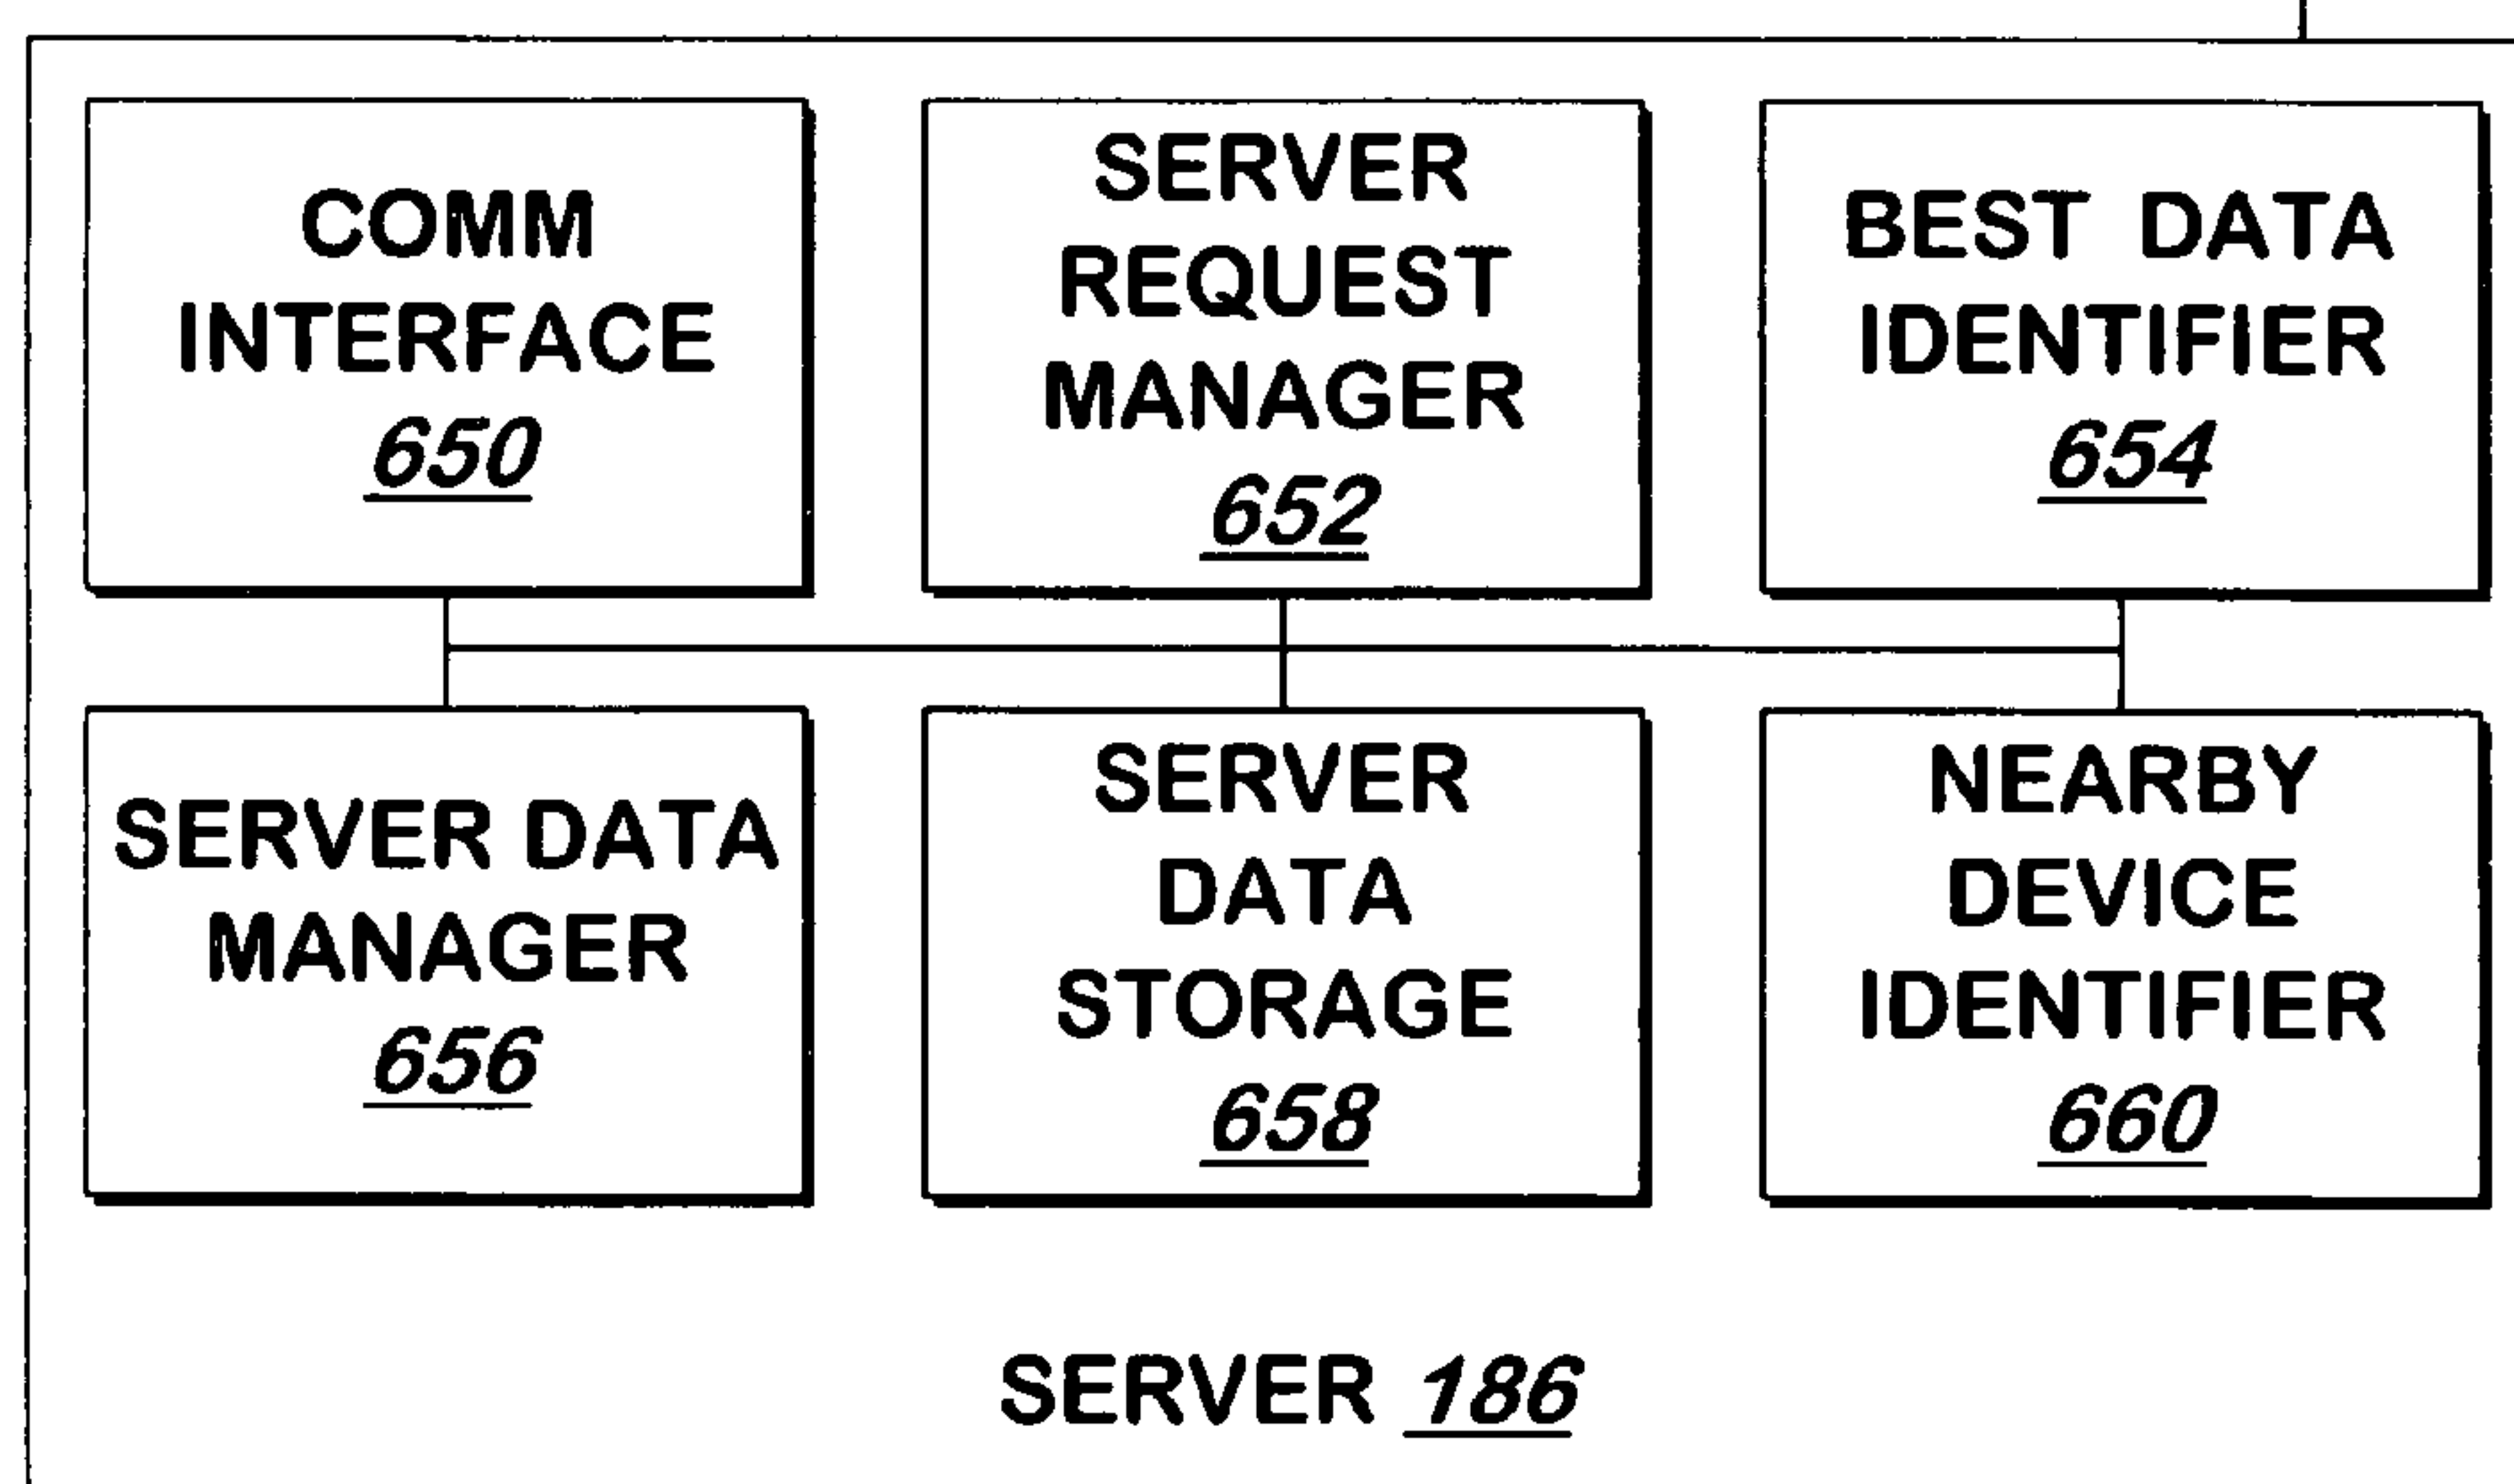 COMM
INTERFACE
650
SERVER
REQUEST
MANAGER
652
BEST DATA
IDENTIFIER
654
SERVER DATA
MANAGER
656
SERVER
DATA
STORAGE
658
NEARBY
DEVICE
IDENTIFIER
660
SERVER 186